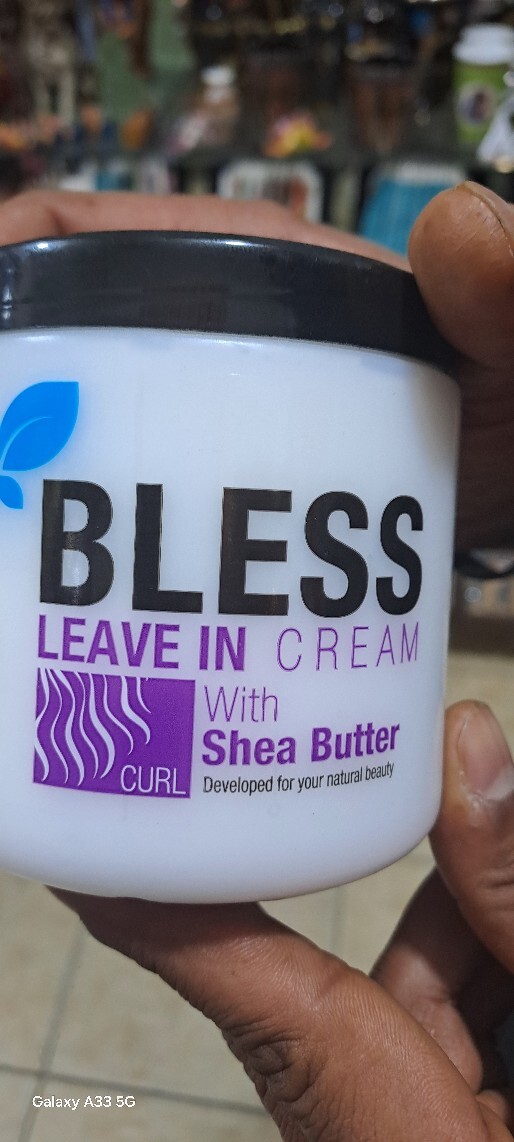 BLESS
LEAVE IN CREAM
With
Shea Butter
CURL
Developed for your natural beauty
Galaxy A33 5G